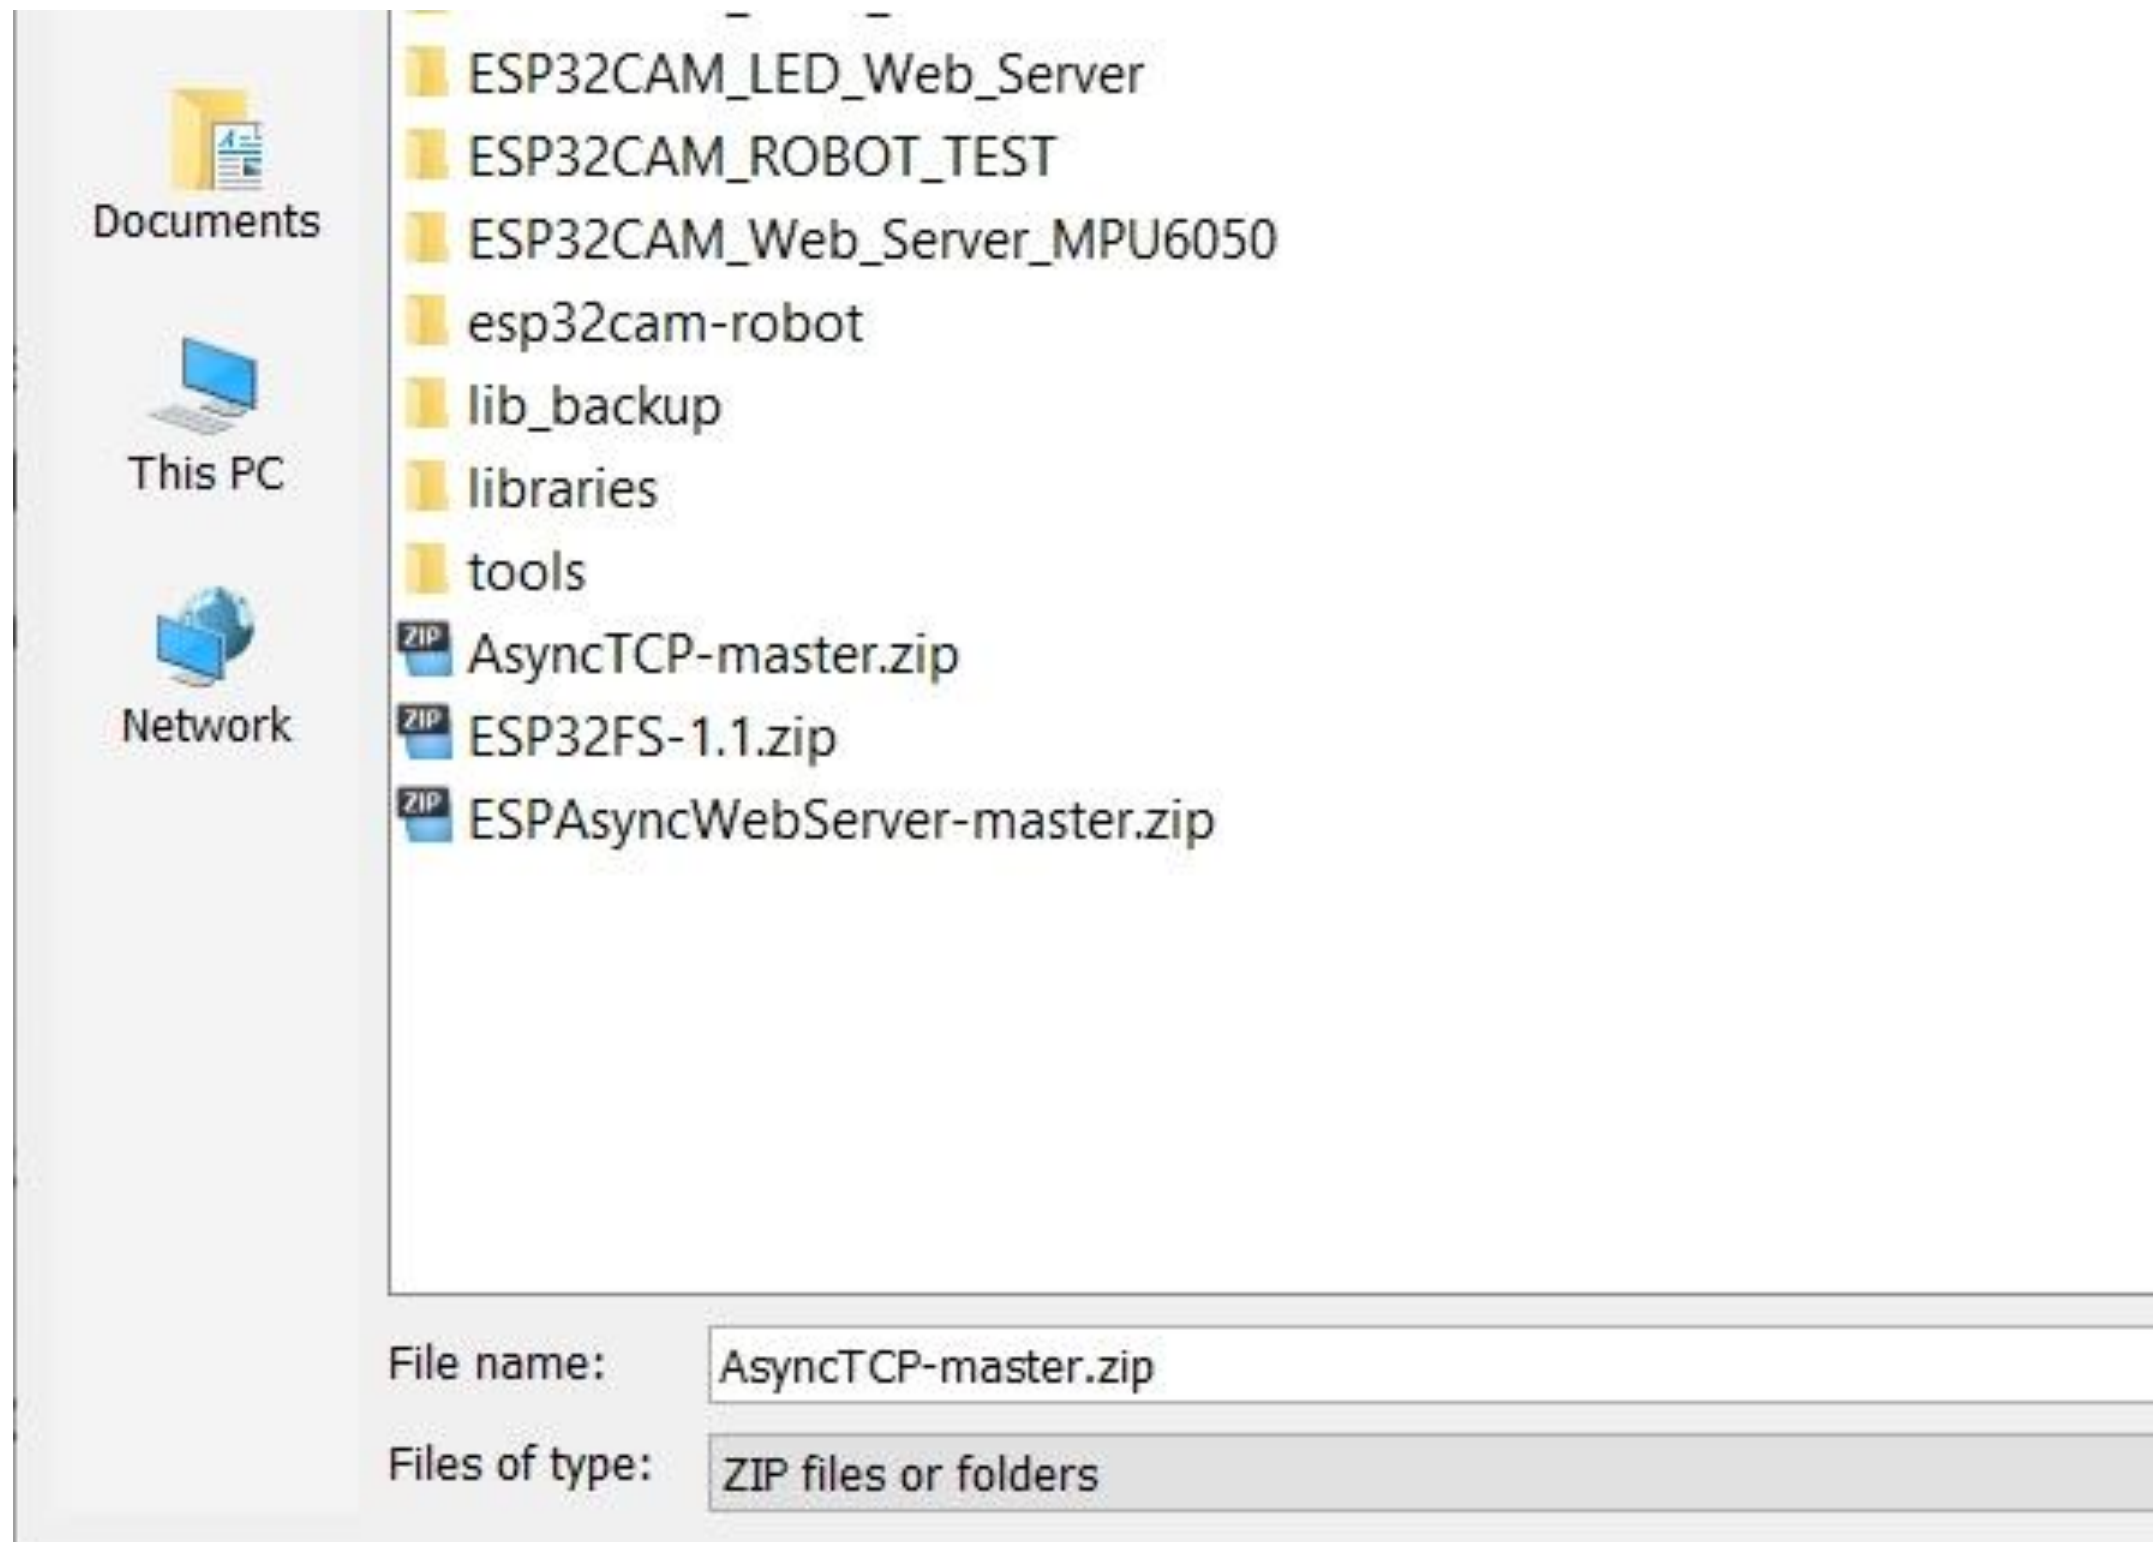 ESP32CAM_LED_Web_Server
ESP32CAM_ROBOT_TEST
ESP32CAM_Web_Server_MPU6050
esp32cam-robot
lib_backup
libraries
tools
AsyncTCP-master.zip
ESP32FS-1.1.zip
ESPAsyncWebServer-master.zip
Documents
This PC
Network
File name: AsyncTCP-master.zip
Files of type: ZIP files or folders